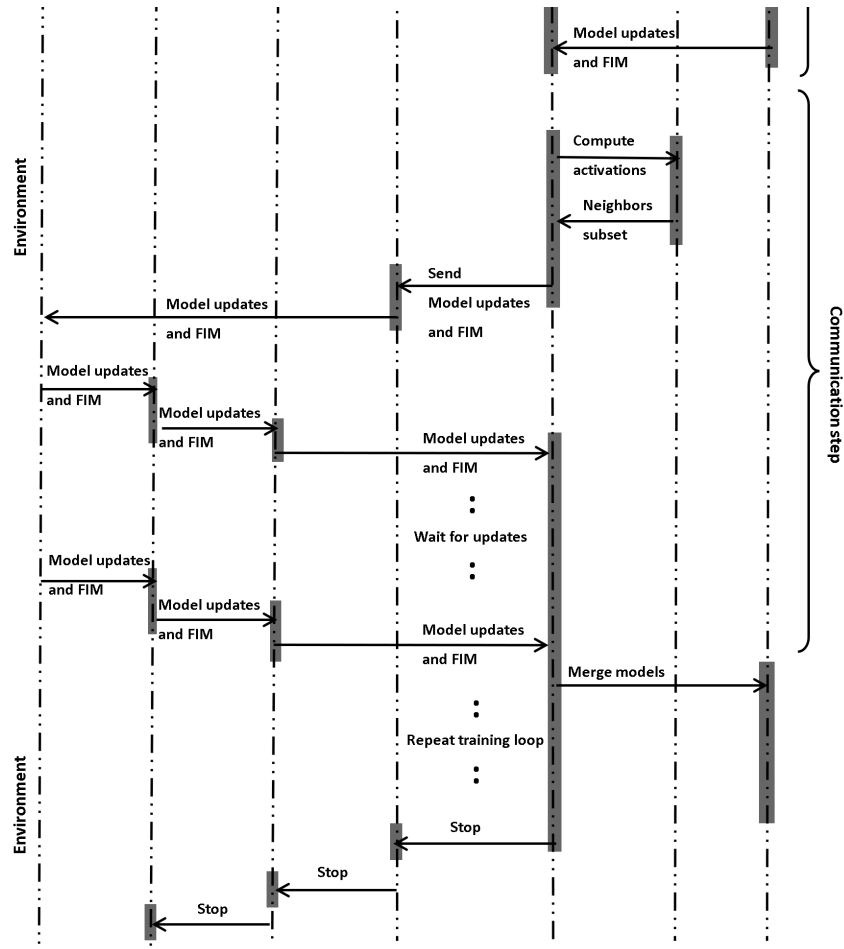 Model updates
and FIM
Compute
activations
Environment
Neighbors
subset
Send
Model updates
and FIM
Model updates
and FIM
Communication step
Model updates
and FIM
Model updates
and FIM
Model updates
and FIM
Wait for updates
Model updates
and FIM
Model updates
and FIM
Model updates
and FIM
Merge models
Repeat training loop
Environment
Stop
Stop
Stop